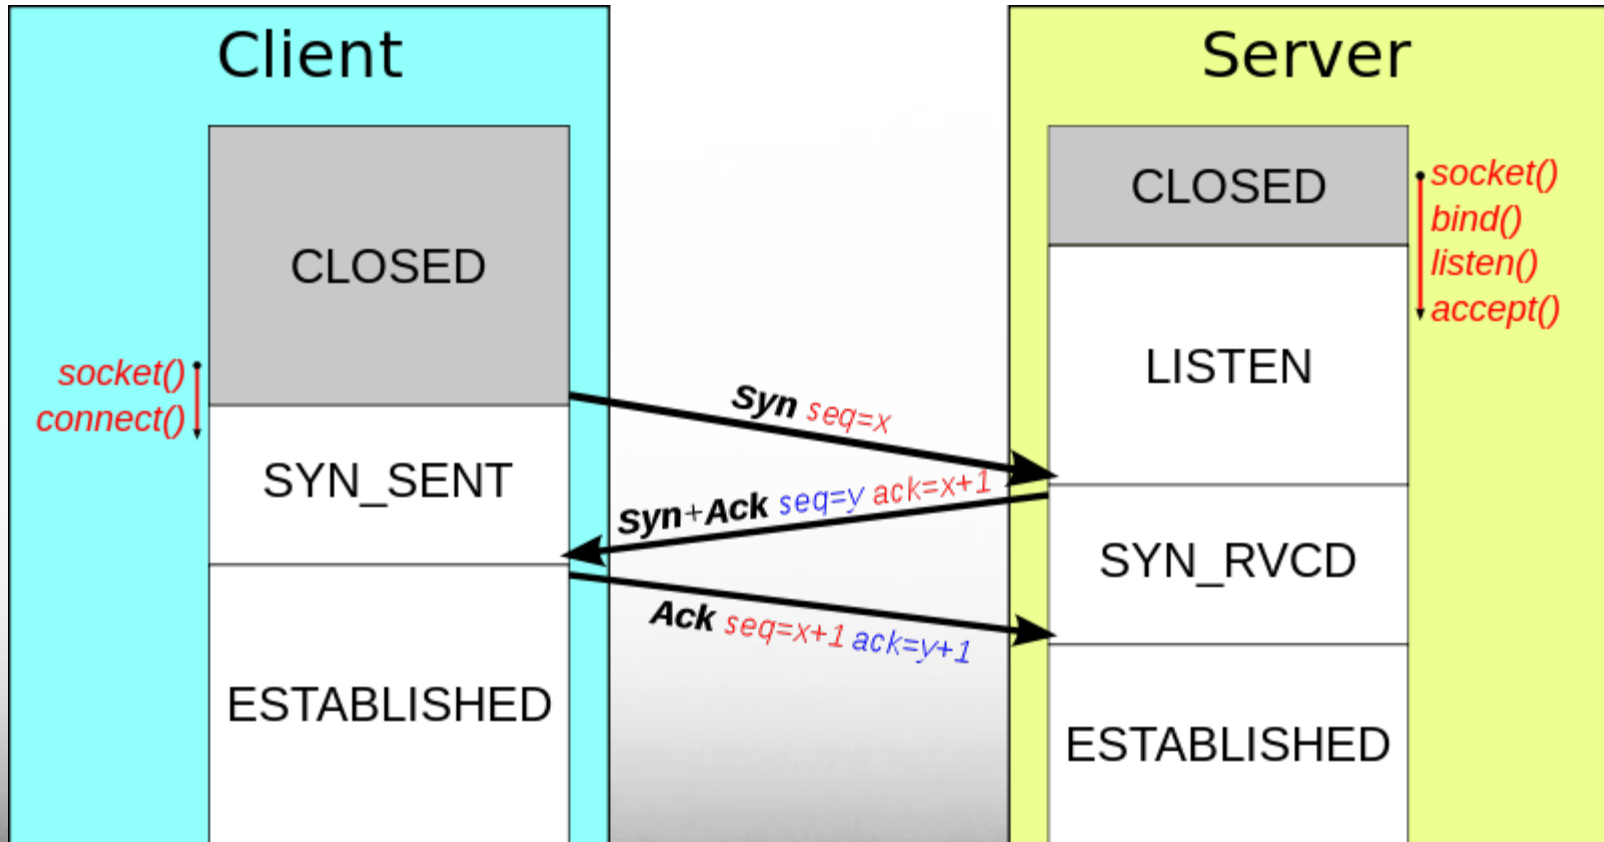 Client
CLOSED
socket()
connect()
SYN_SENT
ESTABLISHED
Syn seq=x
Syn+Ack seq=y ack=x+1
Ack seq=x+1 ack=y+1
Server
CLOSED
socket()
bind()
listen()
accept()
LISTEN
SYN_RVCD
ESTABLISHED